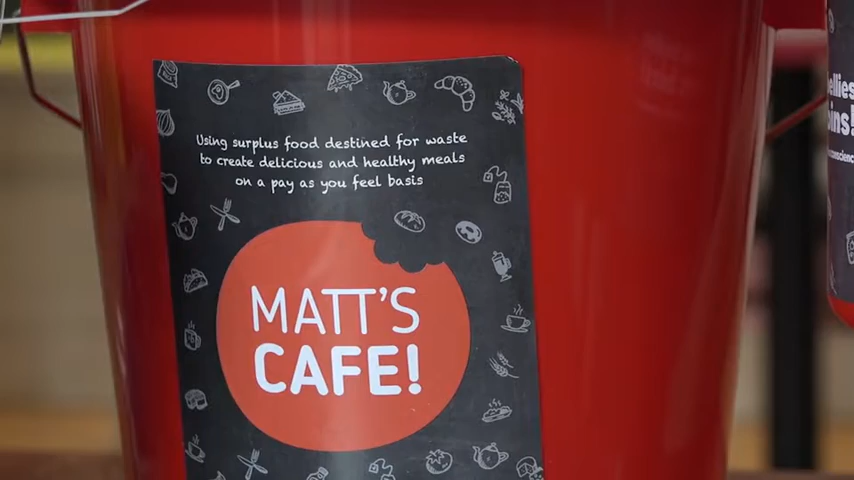 Using surplus food destined for waste
to create delicious and healthy meals
on a pay as you feel basis
MATT'S
CAFE!